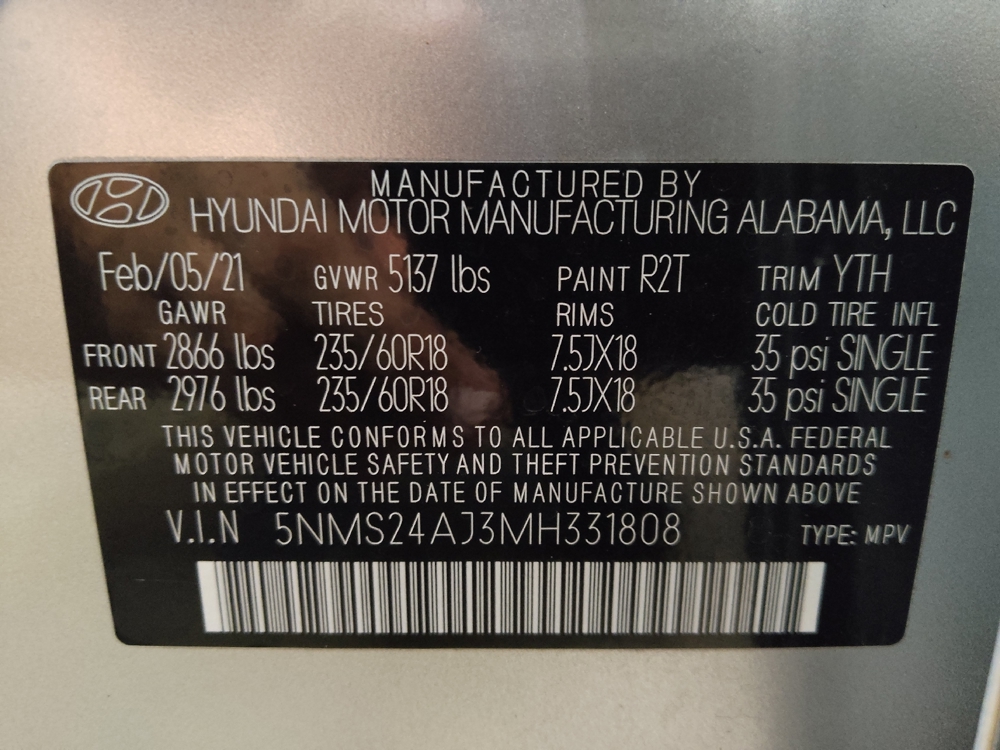 MANUFACTURED BY
HYUNDAI MOTOR MANUFACTURING ALABAMA, LLC
Feb/05/21 GVWR 5137 lbs PAINT R2T TRIM YTH
GAWR TIRES RIMS COLD TIRE INFL
FRONT 2866 lbs 235/60R18 7.5JX18 35 psi SINGLE
REAR 2976 lbs 235/60R18 7.5JX18 35 psi SINGLE
THIS VEHICLE CONFORMS TO ALL APPLICABLE U.S.A. FEDERAL
MOTOR VEHICLE SAFETY AND THEFT PREVENTION STANDARDS
IN EFFECT ON THE DATE OF MANUFACTURE SHOWN ABOVE
V.I.N 5NMS24AJ3MH331808 TYPE: MPV